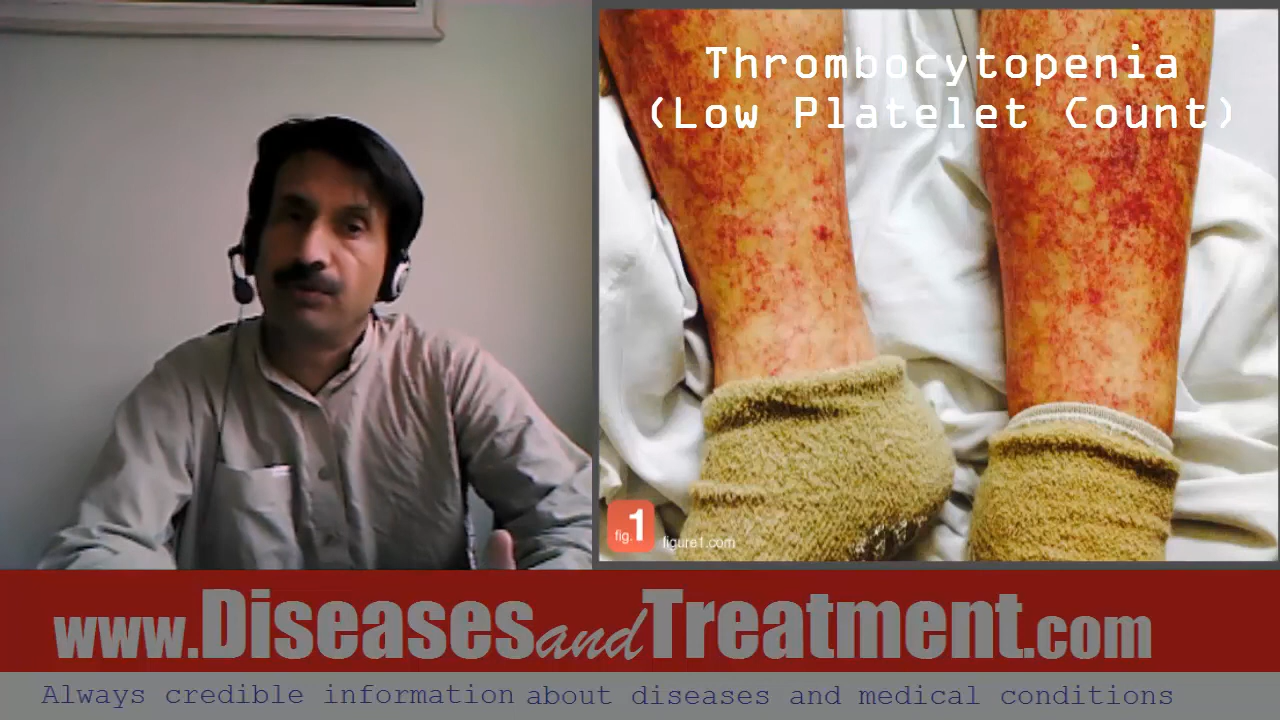 Thrombocytopenia
(Low Platelet Count)
fig.1
figure1.com
www.DiseasesandTreatment.com
Always credible information about diseases and medical conditions